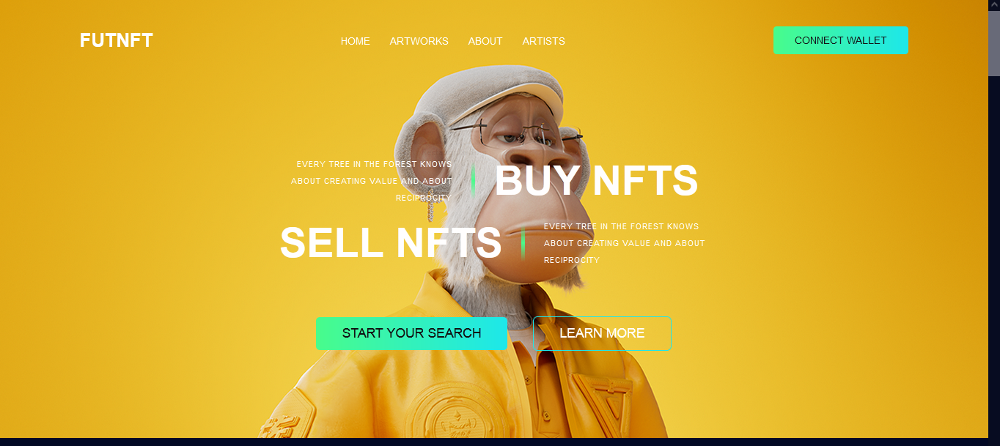 FUTNFT
HOME
ARTWORKS
ABOUT
ARTISTS
CONNECT WALLET
EVERY TREE IN THE FOREST KNOWS
ABOUT CREATING VALUE AND ABOUT
RECIPROCITY
BUY NFTS
SELL NFTS
EVERY TREE IN THE FOREST KNOWS
ABOUT CREATING VALUE AND ABOUT
RECIPROCITY
START YOUR SEARCH
LEARN MORE